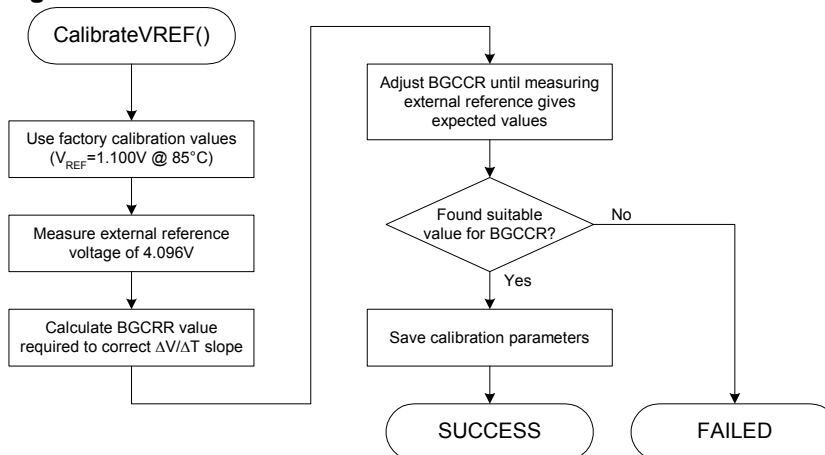 CalibrateVREF()
Use factory calibration values
(VREF=1.100V @ 85°C)
Measure external reference
voltage of 4.096V
Calculate BGCRR value
required to correct ΔV/ΔT slope
Adjust BGCCR until measuring
external reference gives
expected values
Found suitable
value for BGCCR?
No
Yes
Save calibration parameters
SUCCESS
FAILED